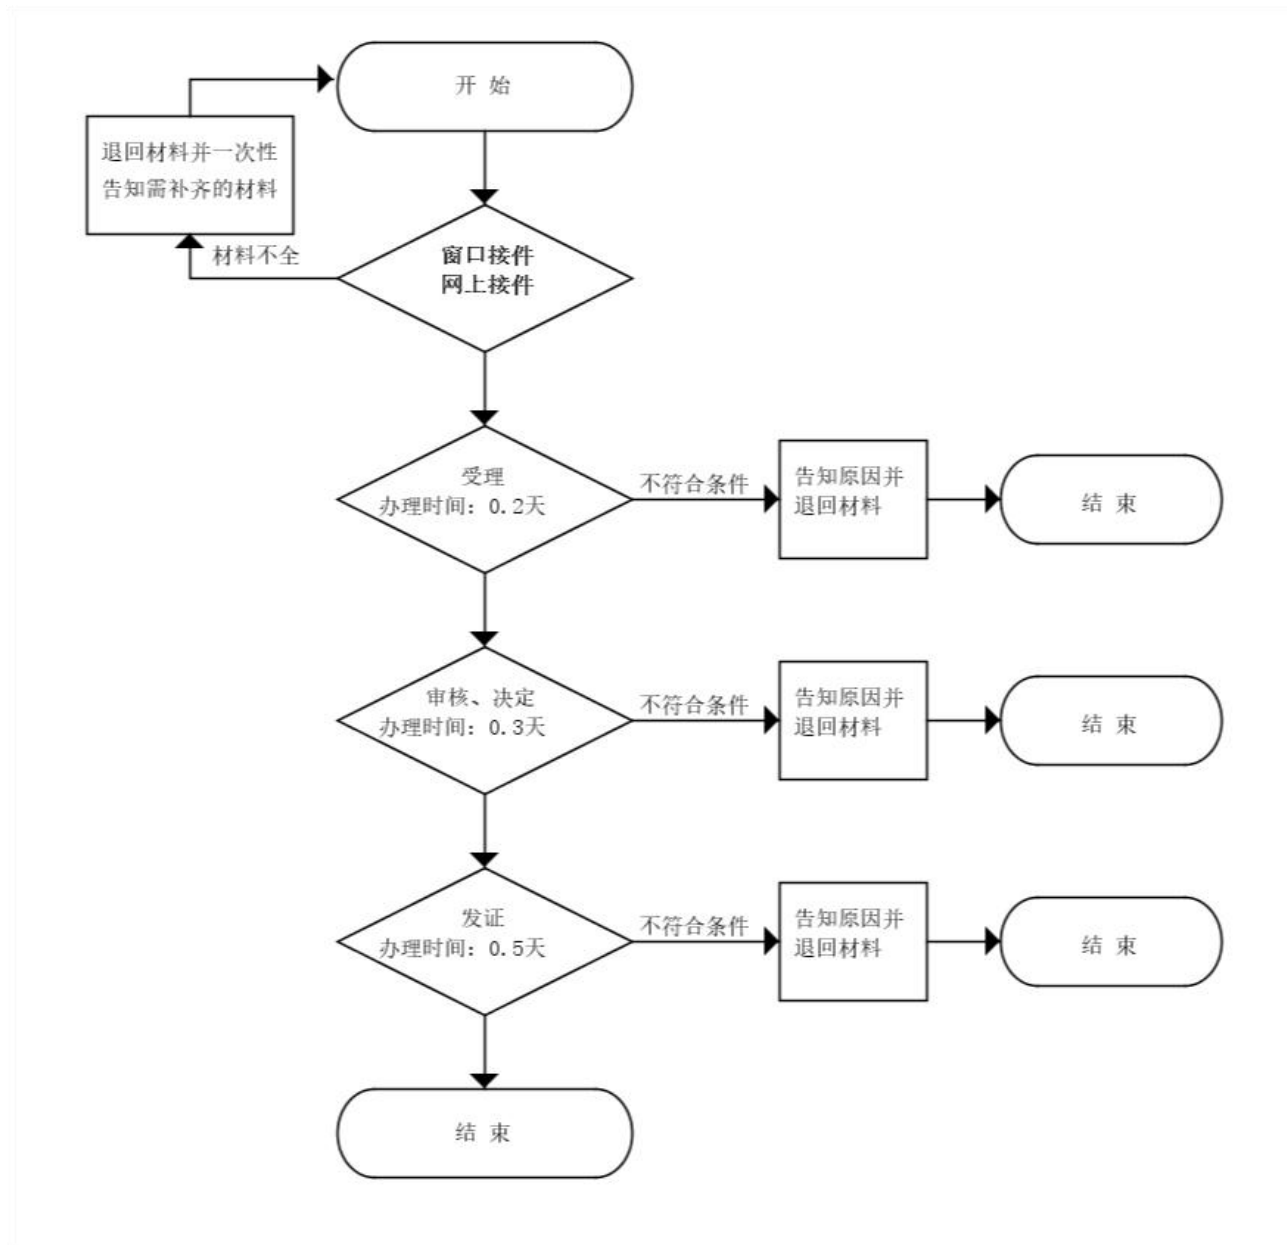 开 始
退回材料并一次性
告知需补齐的材料
材料不全
窗口接件
网上接件
受理
办理时间: 0.2天
不符合条件
告知原因并
退回材料
结 束
审核、决定
办理时间: 0.3天
不符合条件
告知原因并
退回材料
结 束
发证
办理时间: 0.5天
不符合条件
告知原因并
退回材料
结 束
结 束